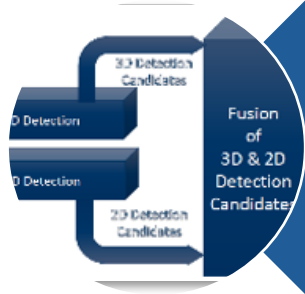 3D Detection
Candidates
D Detection
D Detection
2D Detection
Candidates
Fusion
of
3D & 2D
Detection
Candidates